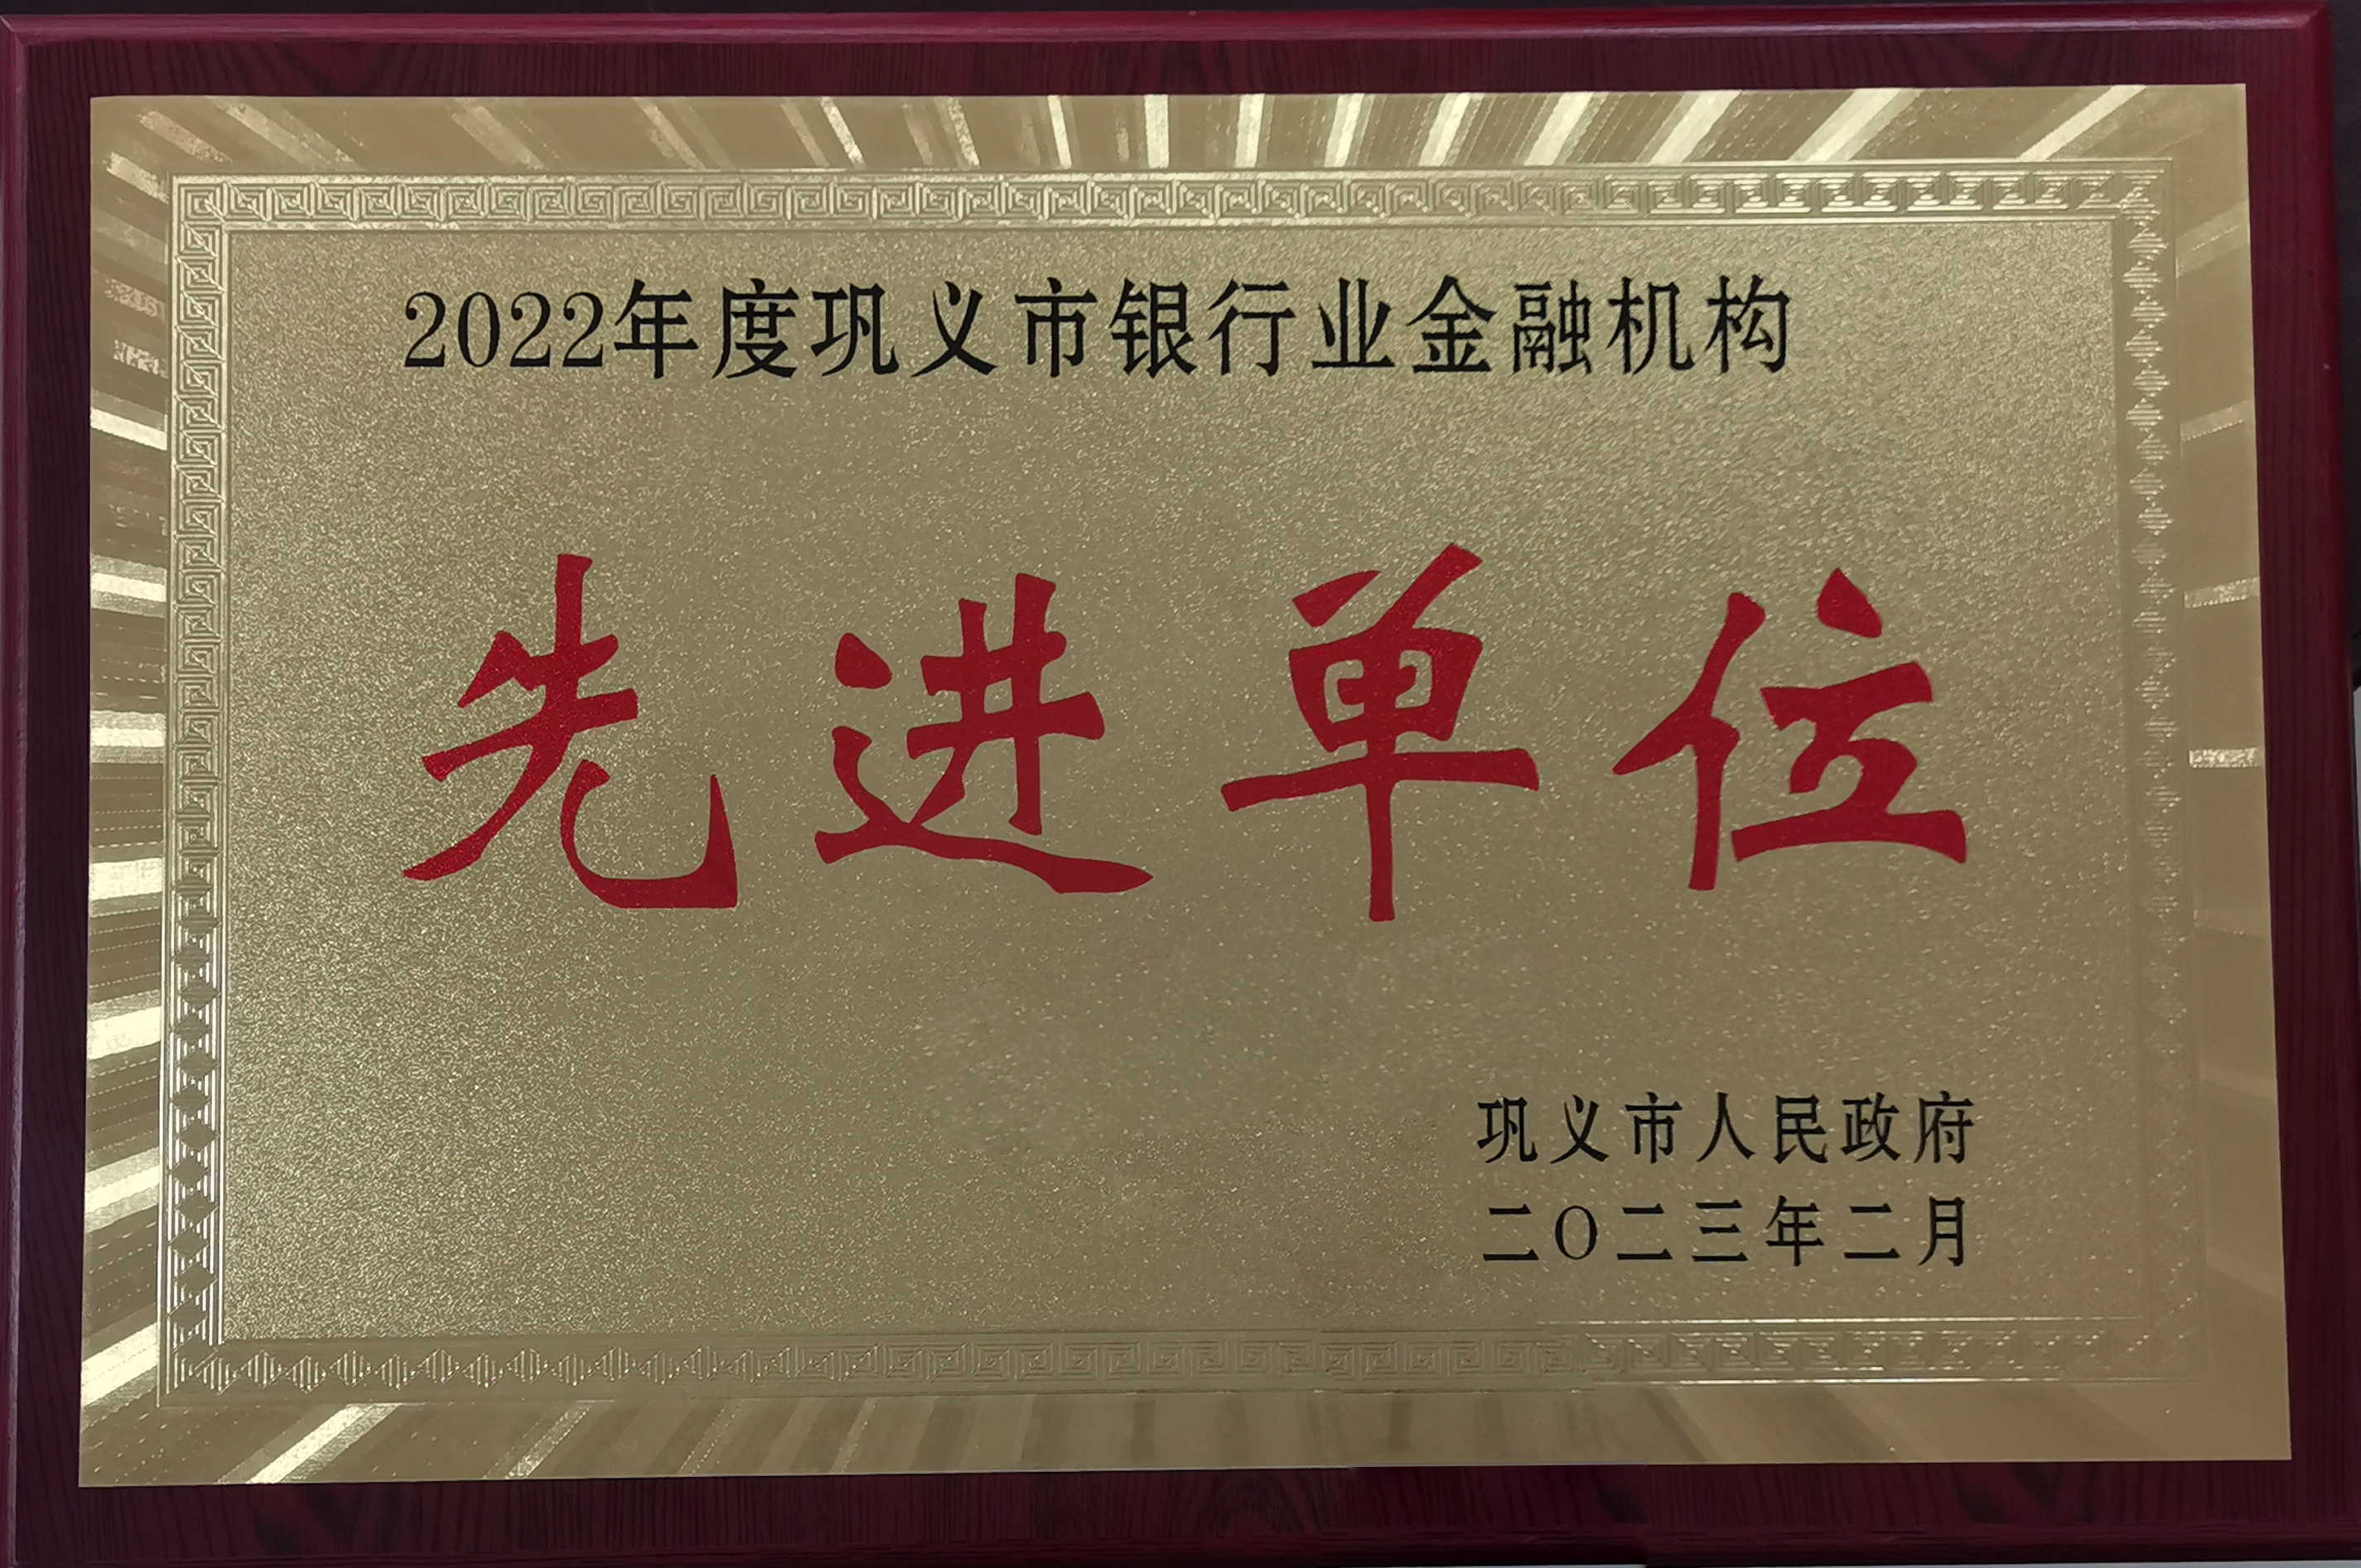 2022年度巩义市银行业金融机构
先进单位
巩义市人民政府
二〇二三年二月